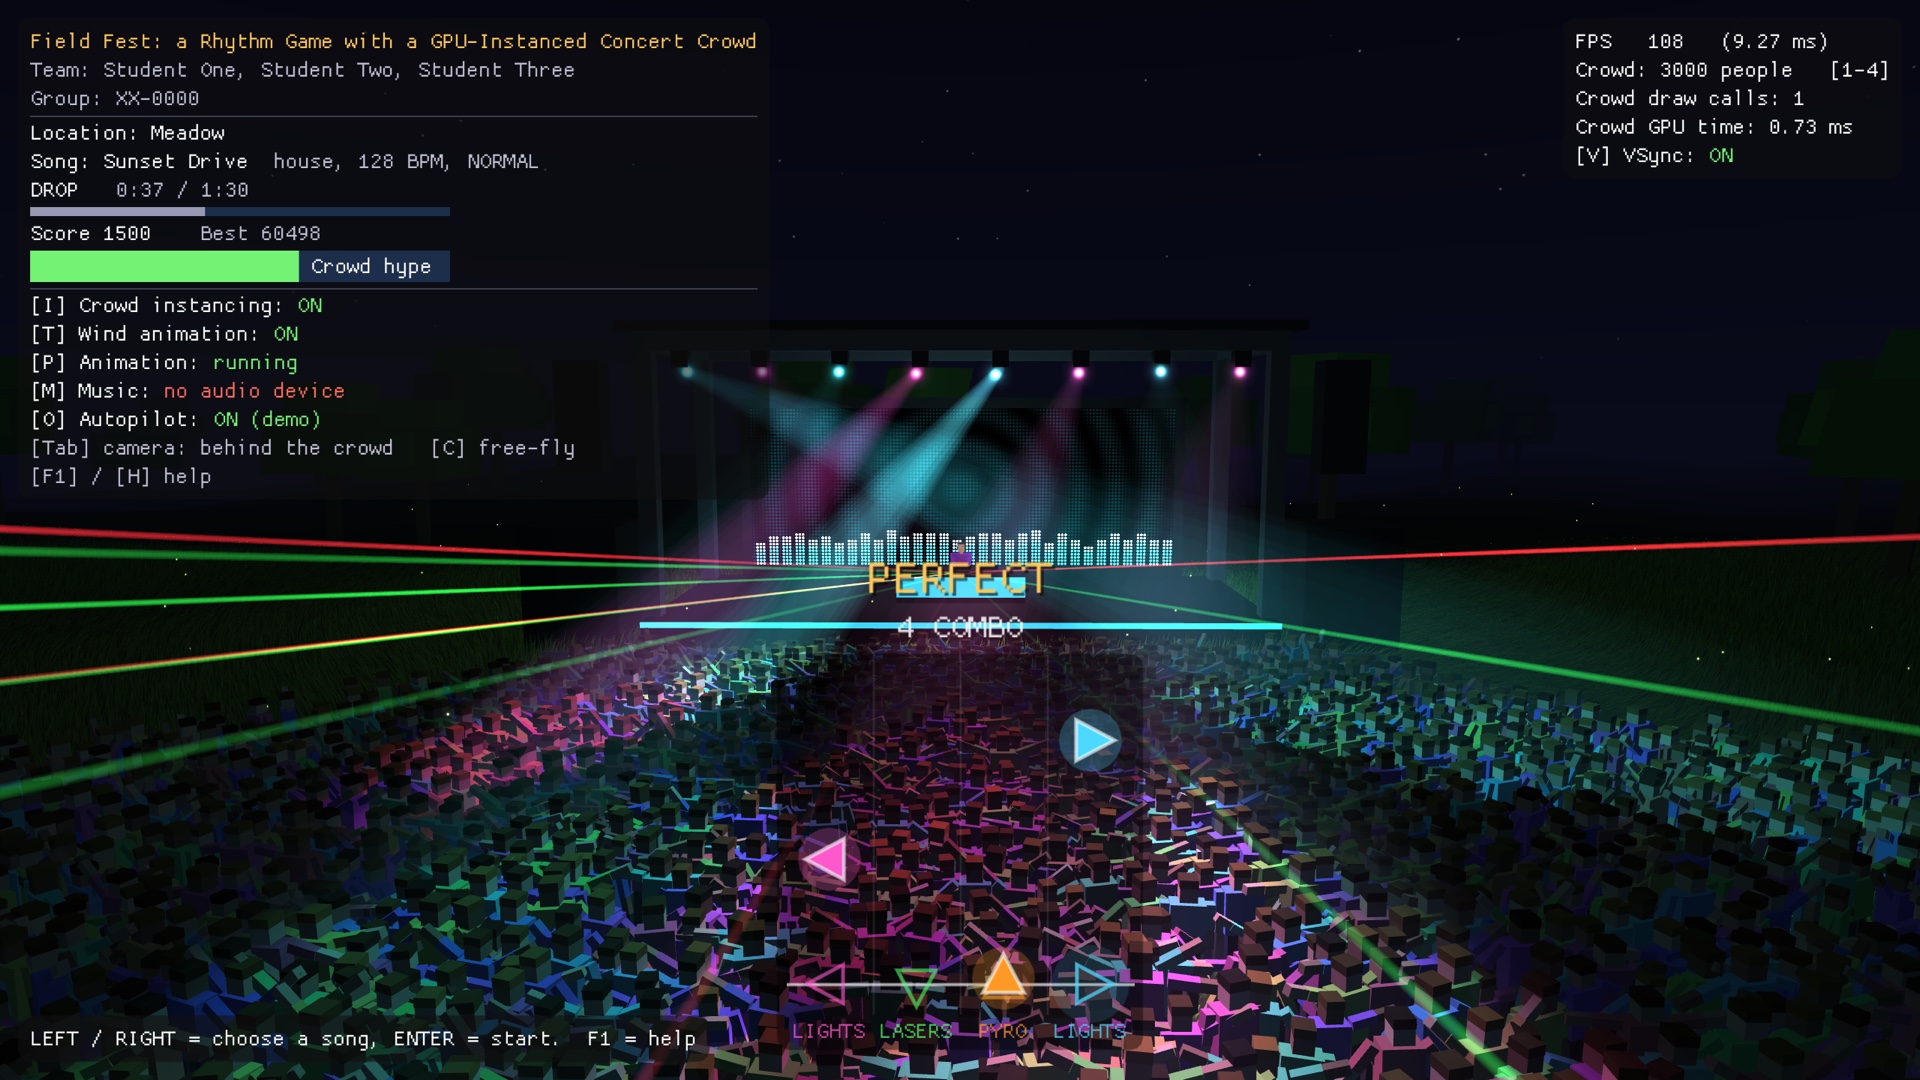 Field Fest: a Rhythm Game with a GPU-Instanced Concert Crowd
Team: Student One, Student Two, Student Three
Group: XX-0000
Location: Meadow
Song: Sunset Drive house, 128 BPM, NORMAL
DROP 0:37 / 1:30
Score 1500 Best 60498
Crowd hype
[I] Crowd instancing: ON
[T] Wind animation: ON
[P] Animation: running
[M] Music: no audio device
[O] Autopilot: ON (demo)
[Tab] camera: behind the crowd [C] free-fly
[F1] / [H] help
FPS 108 (9.27 ms)
Crowd: 3000 people [1-4]
Crowd draw calls: 1
Crowd GPU time: 0.73 ms
[V] VSync: ON
PERFECT
4 COMBO
LIGHTS LASERS PYRO LIGHTS
LEFT / RIGHT = choose a song, ENTER = start. F1 = help